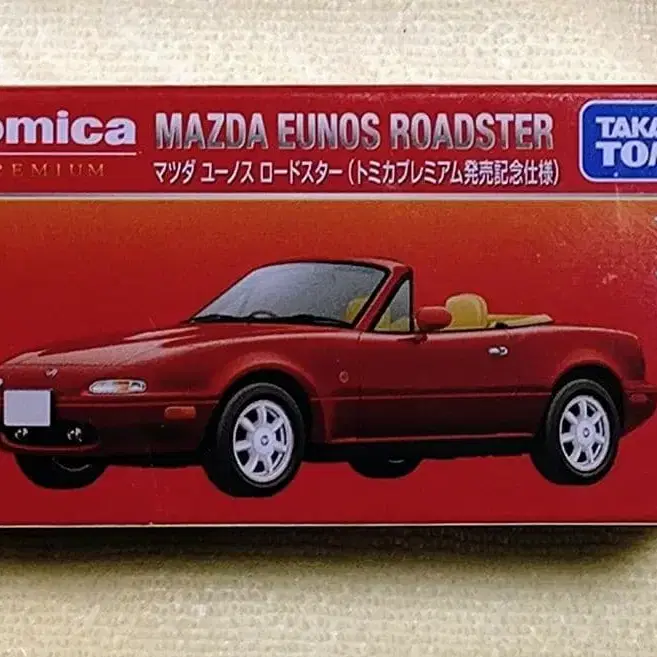 omica
PREMIUM
MAZDA EUNOS ROADSTER
マツダ ユーノス ロードスター(トミカプレミアム発売記念仕様)
TAKA
TOM